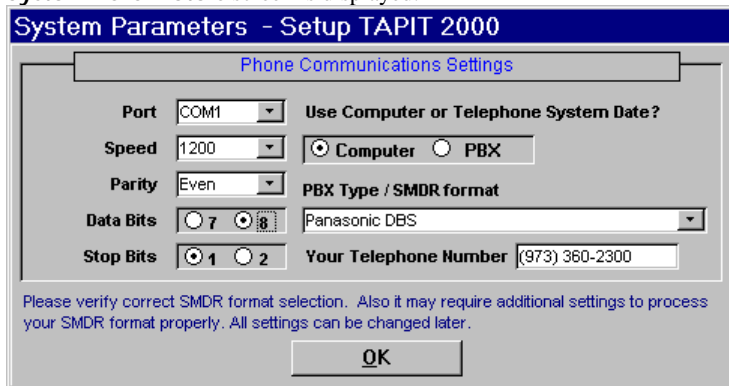 System Parameters - Setup TAPIT 2000
Phone Communications Settings
Port COM1 Use Computer or Telephone System Date?
Speed 1200 Computer PBX
Parity Even PBX Type / SMDR format
Data Bits 7 8 Panasonic DBS
Stop Bits 1 2 Your Telephone Number (973) 360-2300
Please verify correct SMDR format selection. Also it may require additional settings to process
your SMDR format properly. All settings can be changed later.
OK